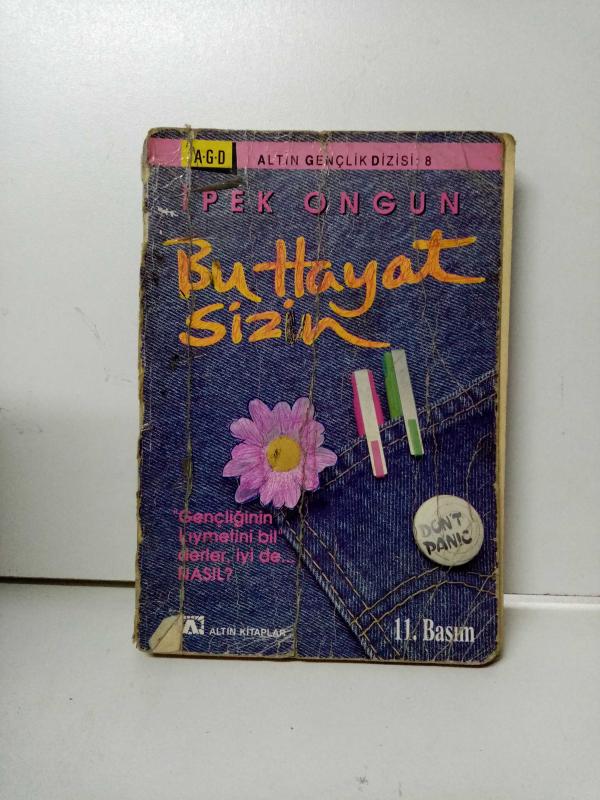 A·G·D
ALTIN GENÇLİK DİZİSİ: 8
İPEK ONGUN
Bu Hayat
Sizin
"Gençliğinin
kıymetini bil"
derler, iyi de...
NASIL?
DON'T
PANIC
ALTIN KİTAPLAR
11. Basım